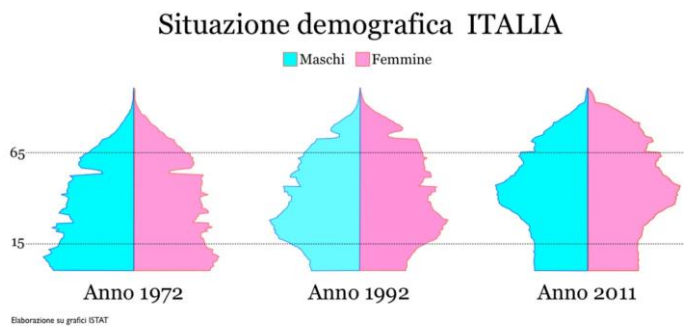 Situazione demografica ITALIA
Maschi Femmine
65
15
Anno 1972 Anno 1992 Anno 2011
Elaborazione su grafici ISTAT